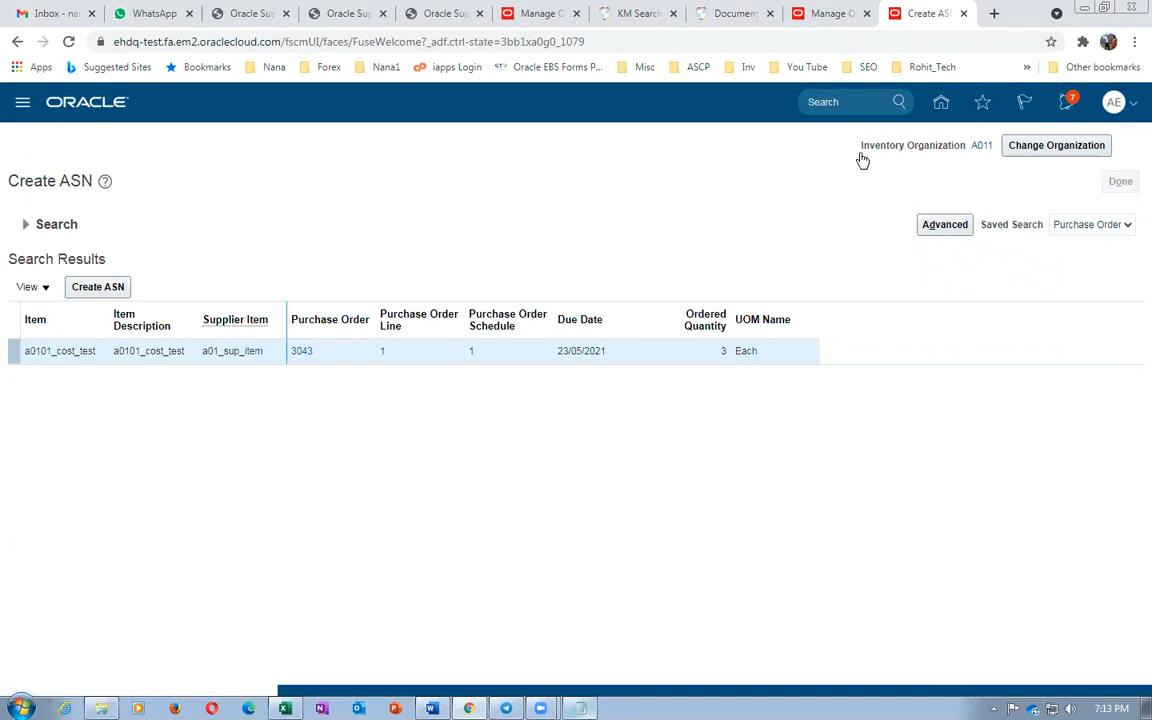 Inbox - nan
WhatsApp
Oracle Sup
Oracle Sup
Oracle Sup
Manage O
KM Search
Document
Manage O
Create ASN
ehdq-test.fa.em2.oraclecloud.com/fscmUI/faces/FuseWelcome?_adf.ctrl-state=3bb1xa0g0_1079
Apps
Suggested Sites
Bookmarks
Nana
Forex
Nana1
iapps Login
Oracle EBS Forms P...
Misc
ASCP
Inv
You Tube
SEO
Rohit_Tech
»
Other bookmarks
ORACLE
Search
7
AE
Inventory Organization A011 Change Organization
Create ASN ?
Done
Search
Advanced Saved Search Purchase Order
Search Results
View Create ASN
Item Item Description Supplier Item Purchase Order Purchase Order Line Purchase Order Schedule Due Date Ordered Quantity UOM Name
a0101_cost_test a0101_cost_test a01_sup_item 3043 1 1 23/05/2021 3 Each
7:13 PM